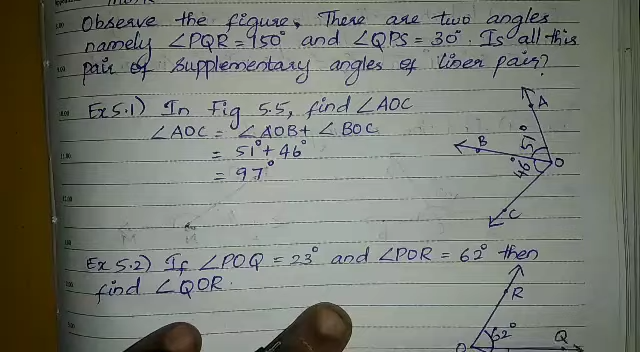 Observe the figure, There are two angles
namely ∠PQR = 150° and ∠QPS = 30°. Is all this
pair of supplementary angles of liner pair?
Ex 5.1) In Fig 5.5, find ∠AOC
∠AOC = ∠AOB + ∠BOC
= 51° + 46°
= 97°
A
B
51°
46°
O
C
Ex 5.2) If ∠POQ = 23° and ∠POR = 62° then
find ∠QOR.
R
62°
O
Q